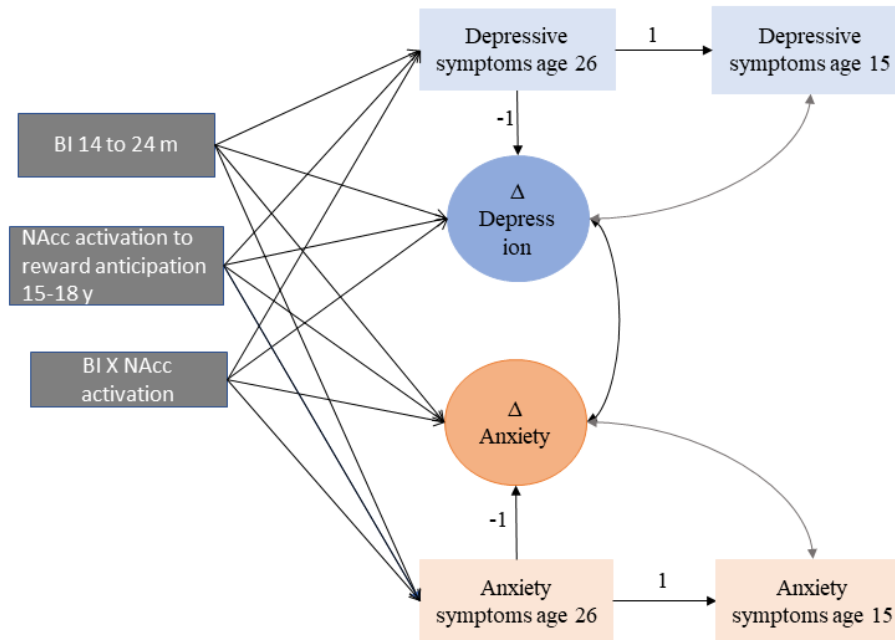 Depressive
symptoms age 26
1
Depressive
symptoms age 15
-1
BI 14 to 24 m
Δ
Depress
ion
NAcc activation to
reward anticipation
15-18 y
BI X NAcc
activation
Δ
Anxiety
-1
Anxiety
symptoms age 26
1
Anxiety
symptoms age 15